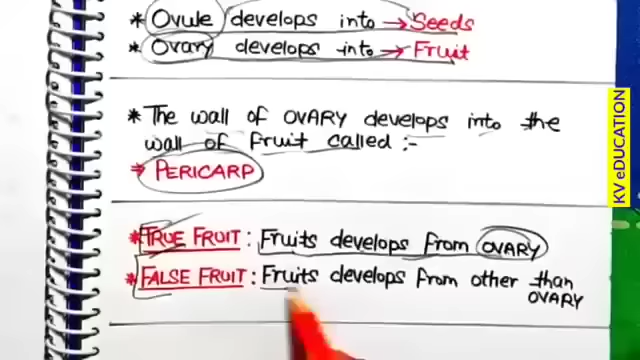 * Ovule develops into → Seeds
* Ovary develops into → Fruit
* The wall of OVARY develops into the
wall of fruit called :-
⇒ PERICARP
* TRUE FRUIT : Fruits develops from OVARY
* FALSE FRUIT : Fruits develops from other than
OVARY
KV eDUCATION